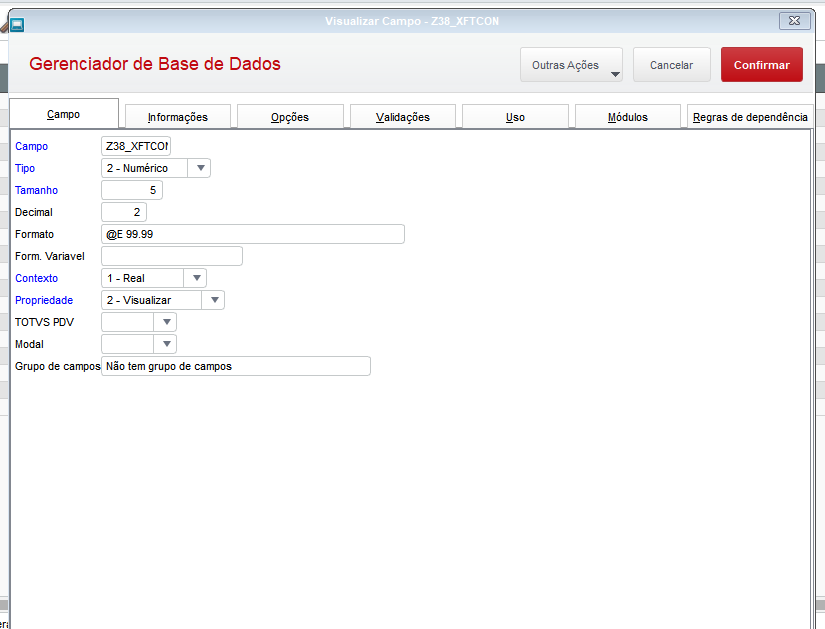 Visualizar Campo - Z38_XFTCON
Gerenciador de Base de Dados
Outras Ações
Cancelar
Confirmar
Campo
Informações
Opções
Validações
Uso
Módulos
Regras de dependência
Campo Z38_XFTCON
Tipo 2 - Numérico
Tamanho 5
Decimal 2
Formato @E 99.99
Form. Variavel
Contexto 1 - Real
Propriedade 2 - Visualizar
TOTVS PDV
Modal
Grupo de campos Não tem grupo de campos